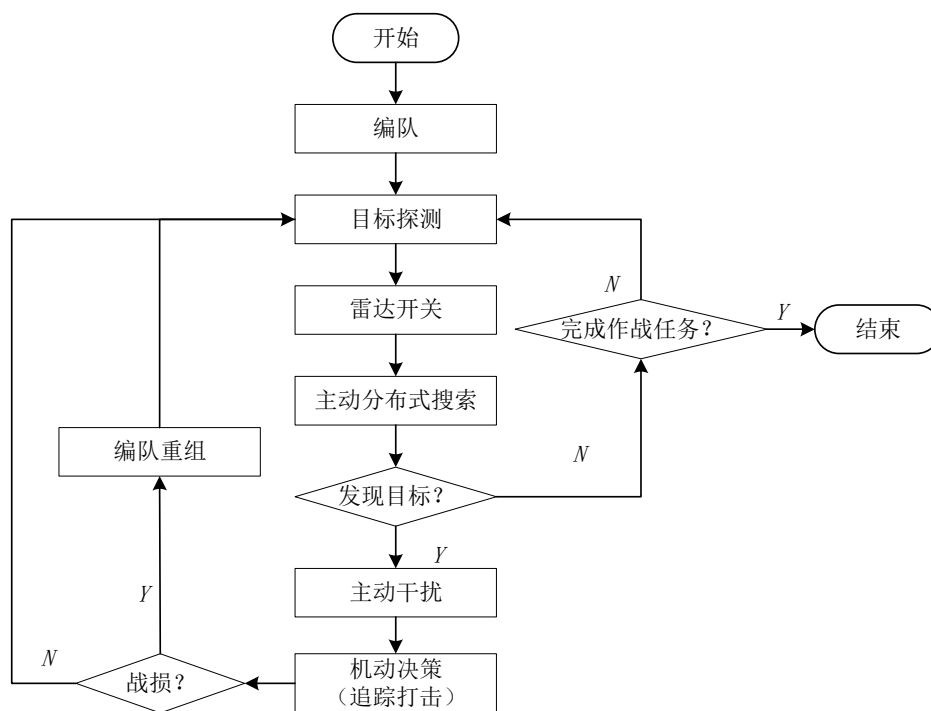 开始
编队
目标探测
雷达开关
N
Y
完成作战任务？
结束
主动分布式搜索
编队重组
N
发现目标？
Y
主动干扰
Y
N
战损？
机动决策
（追踪打击）